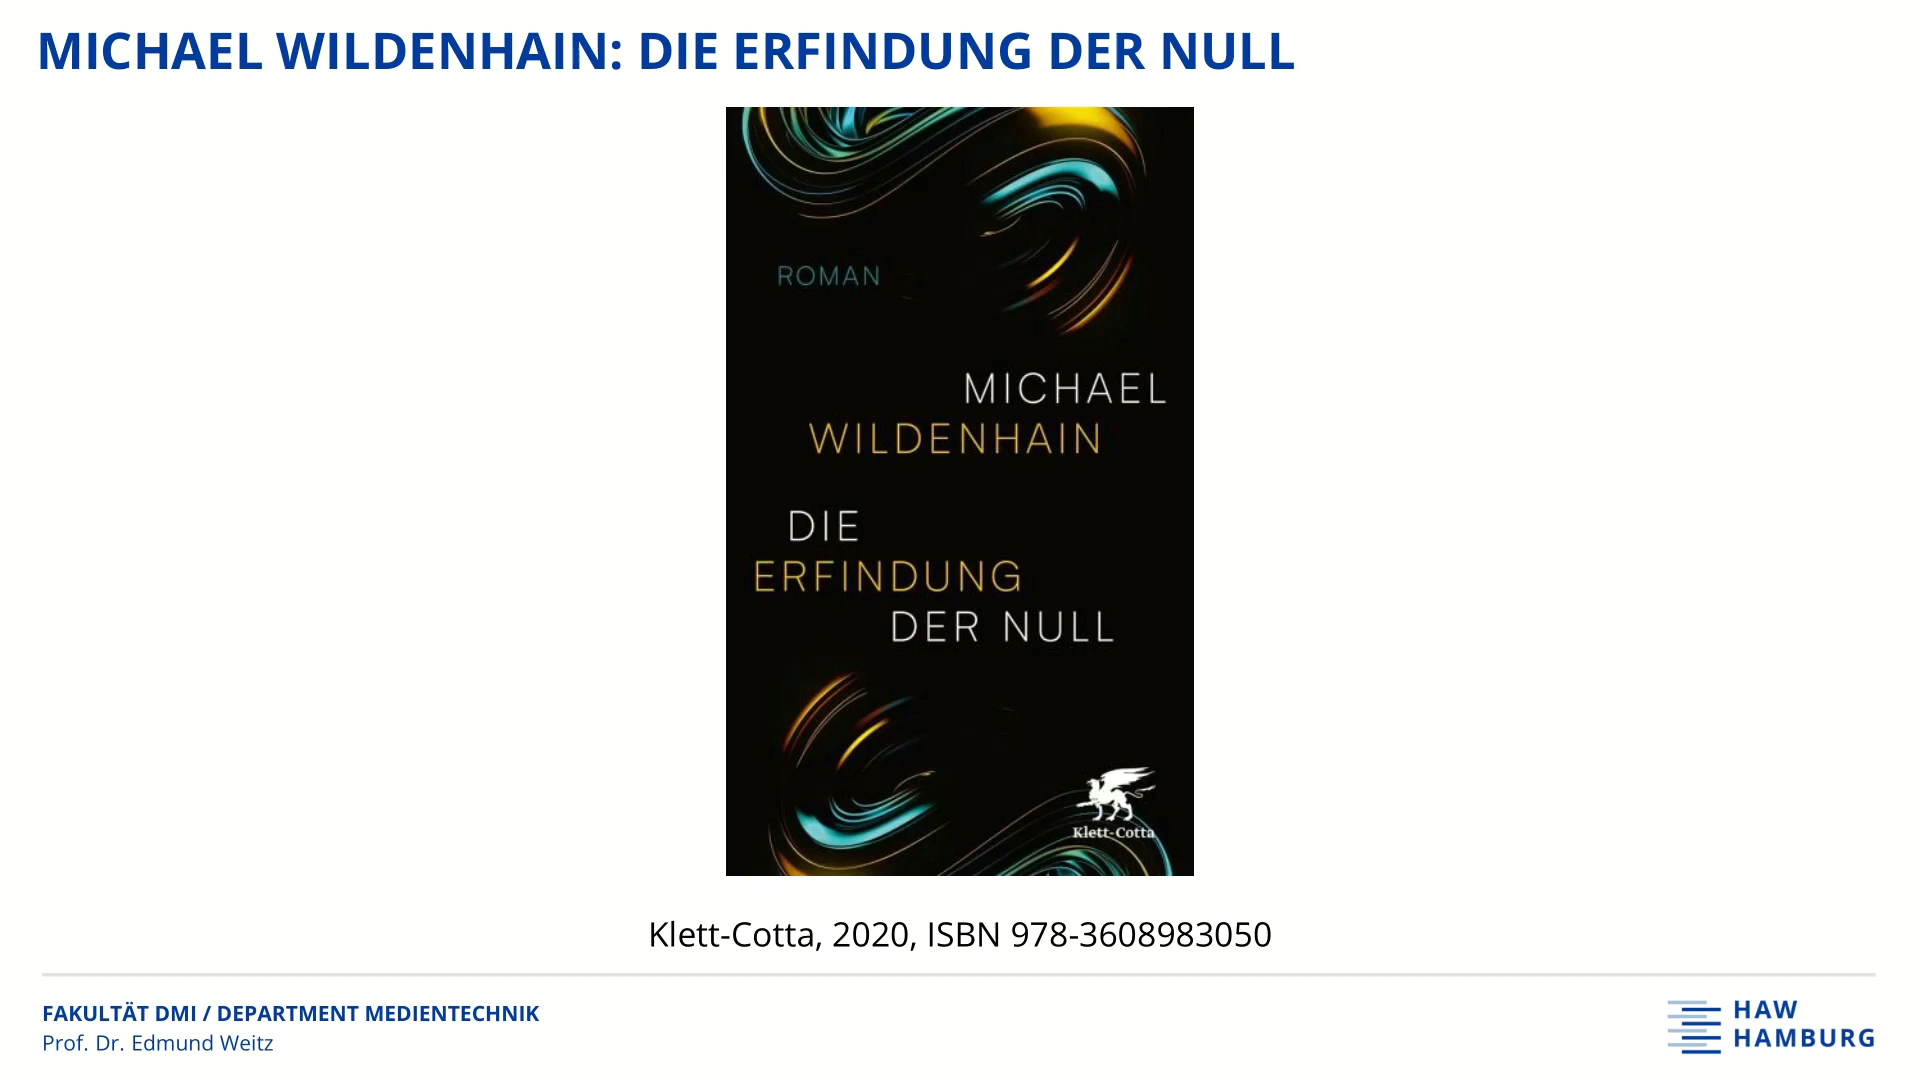 MICHAEL WILDENHAIN: DIE ERFINDUNG DER NULL
ROMAN
MICHAEL
WILDENHAIN
DIE
ERFINDUNG
DER NULL
Klett-Cotta
Klett-Cotta, 2020, ISBN 978-3608983050
FAKULTÄT DMI / DEPARTMENT MEDIENTECHNIK
Prof. Dr. Edmund Weitz
HAW
HAMBURG